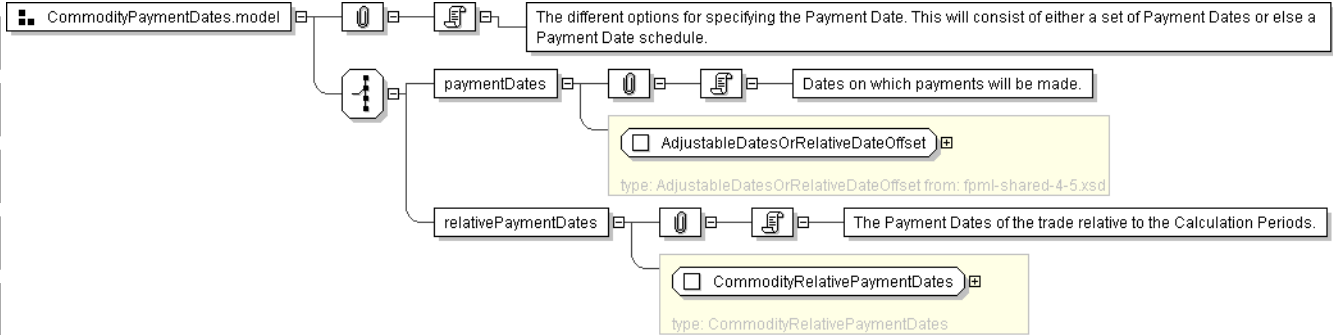 CommodityPaymentDates.model
The different options for specifying the Payment Date. This will consist of either a set of Payment Dates or else a
Payment Date schedule.
paymentDates
Dates on which payments will be made.
AdjustableDatesOrRelativeDateOffset
type: AdjustableDatesOrRelativeDateOffset from: fpml-shared-4-5.xsd
relativePaymentDates
The Payment Dates of the trade relative to the Calculation Periods.
CommodityRelativePaymentDates
type: CommodityRelativePaymentDates